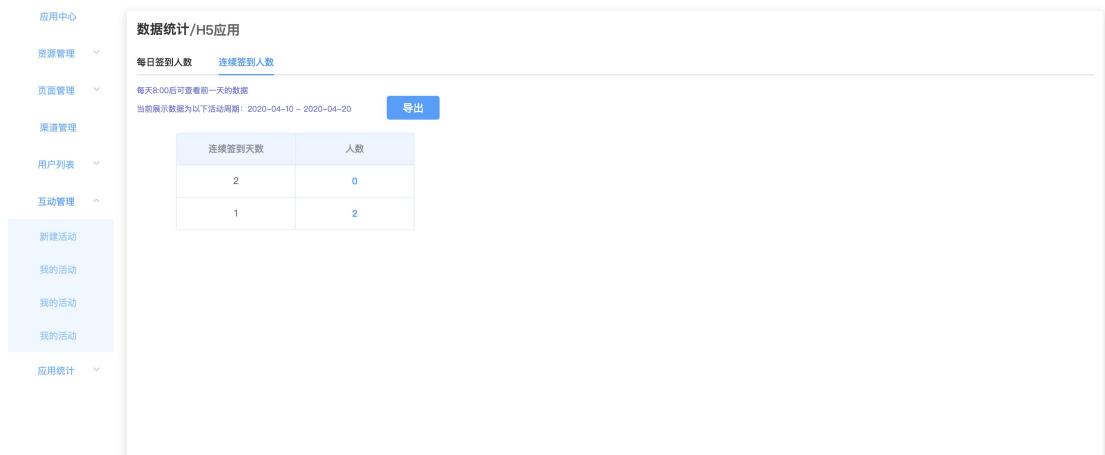 应用中心
资源管理
页面管理
渠道管理
用户列表
互动管理
新建活动
我的活动
我的活动
我的活动
应用统计
数据统计/H5应用
每日签到人数 连续签到人数
每天8:00后可查看前一天的数据
当前展示数据为以下活动周期：2020-04-10 - 2020-04-20 导出
连续签到天数 人数
2 0
1 2